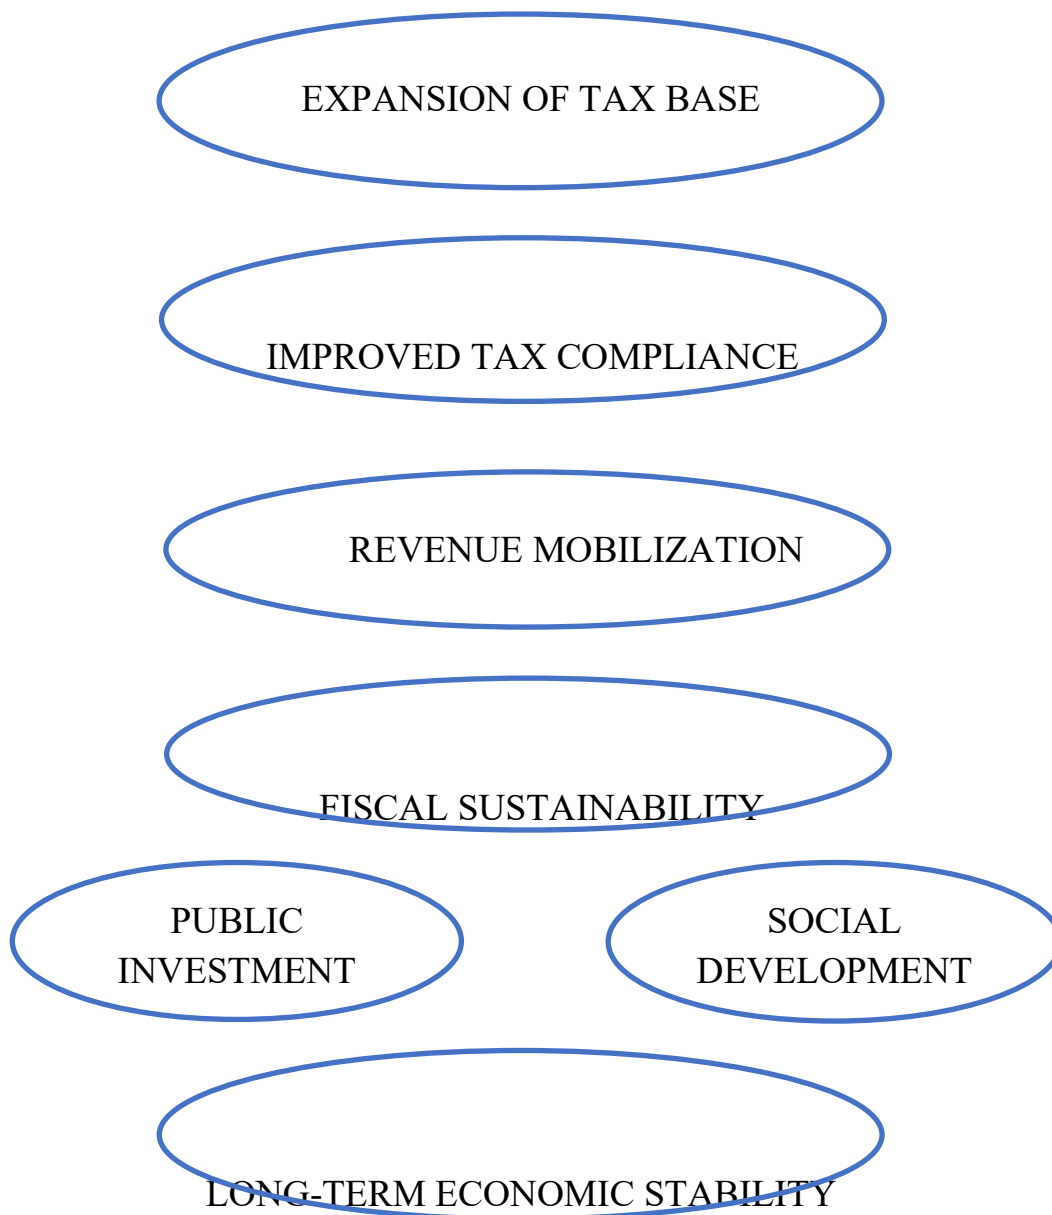 EXPANSION OF TAX BASE
IMPROVED TAX COMPLIANCE
REVENUE MOBILIZATION
FISCAL SUSTAINABILITY
PUBLIC
INVESTMENT
SOCIAL
DEVELOPMENT
LONG-TERM ECONOMIC STABILITY